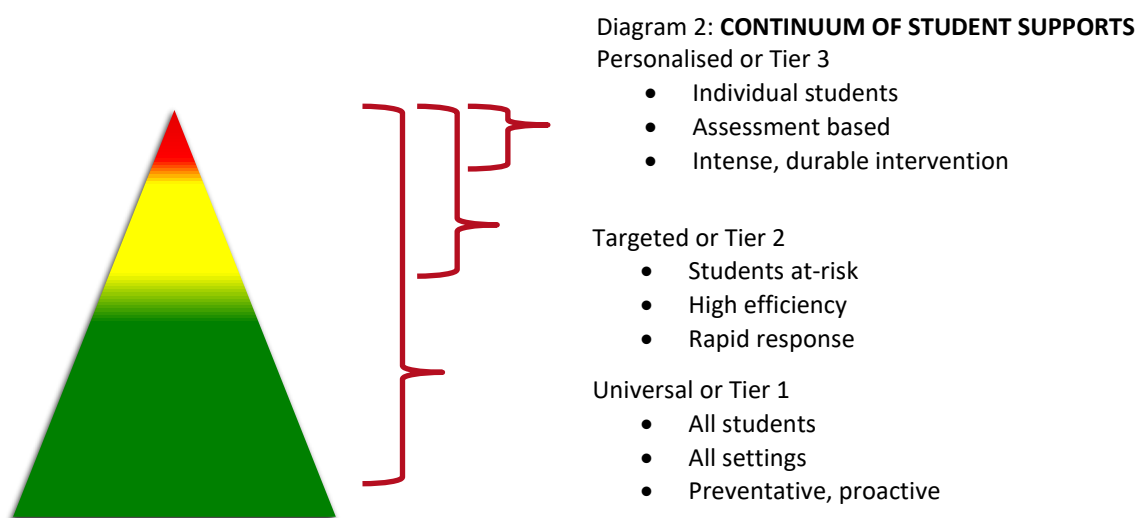 Diagram 2: CONTINUUM OF STUDENT SUPPORTS
Personalised or Tier 3
• Individual students
• Assessment based
• Intense, durable intervention
Targeted or Tier 2
• Students at-risk
• High efficiency
• Rapid response
Universal or Tier 1
• All students
• All settings
• Preventative, proactive